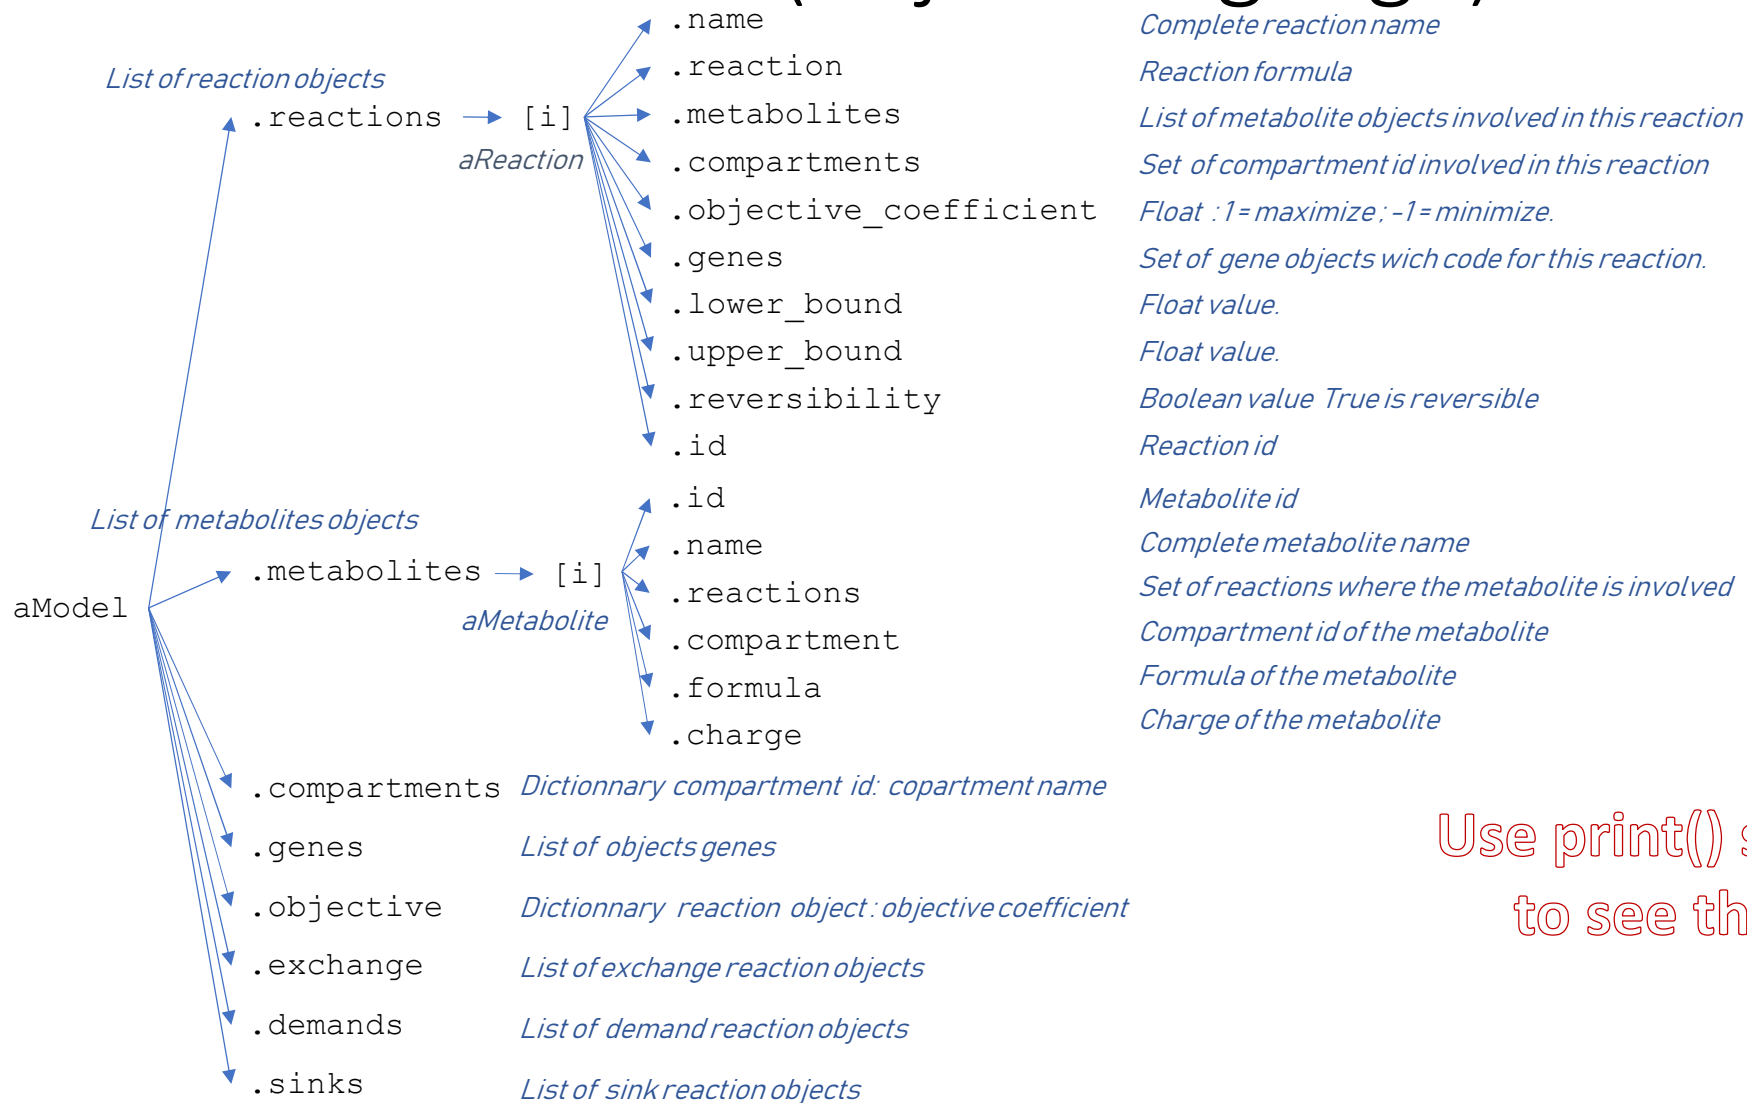 .name Complete reaction name
List of reaction objects .reaction Reaction formula
.reactions [i] .metabolites List of metabolite objects involved in this reaction
aReaction .compartments Set of compartment id involved in this reaction
.objective_coefficient Float : 1 = maximize ; -1 = minimize.
.genes Set of gene objects wich code for this reaction.
.lower_bound Float value.
.upper_bound Float value.
.reversibility Boolean value True is reversible
.id Reaction id
.id Metabolite id
List of metabolites objects
.name Complete metabolite name
.metabolites [i]
.reactions Set of reactions where the metabolite is involved
aModel aMetabolite
.compartment Compartment id of the metabolite
.formula Formula of the metabolite
.charge Charge of the metabolite
.compartments Dictionnary compartment id: copartment name
.genes List of objects genes
Use print()
.objective Dictionnary reaction object : objective coefficient
to see
.exchange List of exchange reaction objects
.demands List of demand reaction objects
.sinks List of sink reaction objects